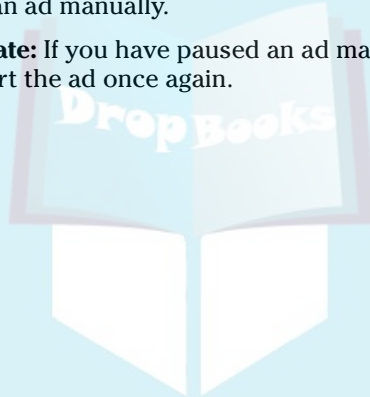 an ad manually.
ate: If you have paused an ad ma
rt the ad once again.
DropBooks